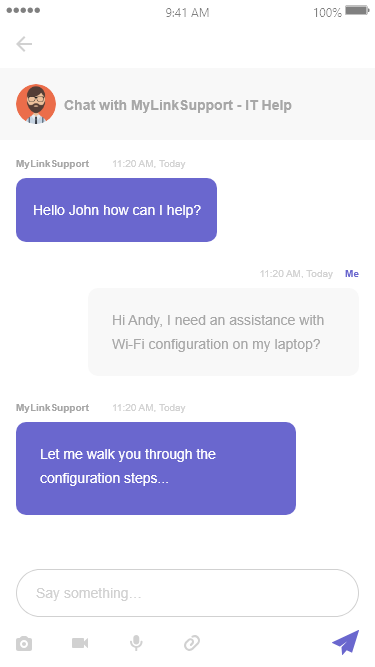 9:41 AM
100%
Chat with MyLinkSupport - IT Help
MyLinkSupport 11:20 AM, Today
Hello John how can I help?
11:20 AM, Today Me
Hi Andy, I need an assistance with
Wi-Fi configuration on my laptop?
MyLinkSupport 11:20 AM, Today
Let me walk you through the
configuration steps...
Say something...